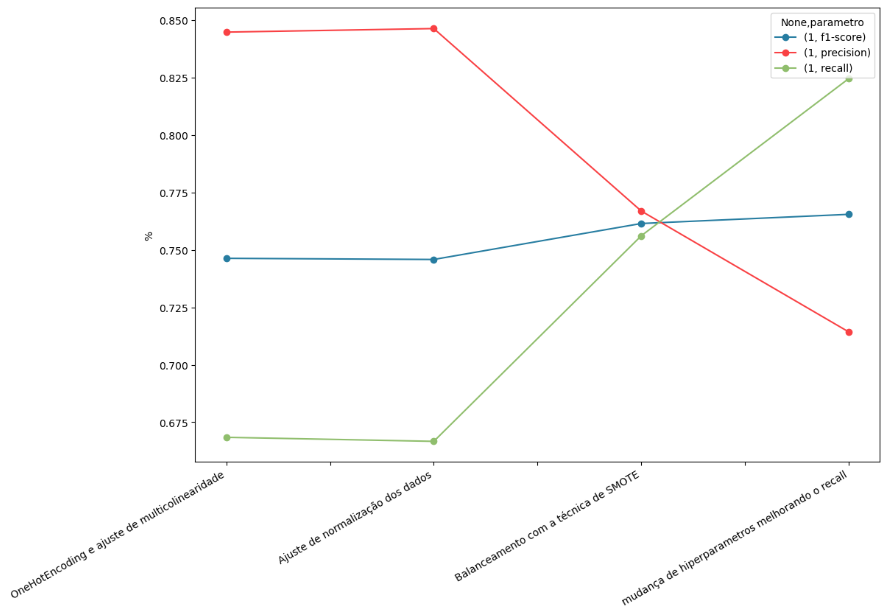 None,parametro
(1, f1-score)
(1, precision)
(1, recall)
0.850
0.825
0.800
0.775
0.750
0.725
0.700
0.675
%
OneHotEncoding e ajuste de multicolinearidade
Ajuste de normalização dos dados
Balanceamento com a técnica de SMOTE
mudança de hiperparametros melhorando o recall